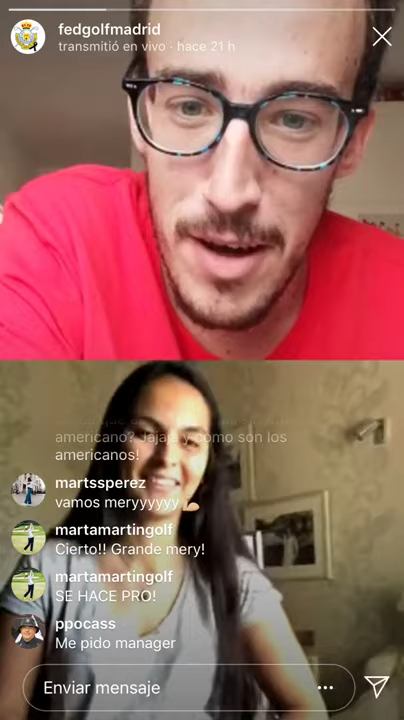 fedgolfmadrid
transmitió en vivo · hace 21 h
americano? Jajaja y como son los
americanos!
martssperez
vamos meryyyyyy 💪🏼
martamartingolf
Cierto!! Grande mery!
martamartingolf
SE HACE PRO!
ppocass
Me pido manager
Enviar mensaje